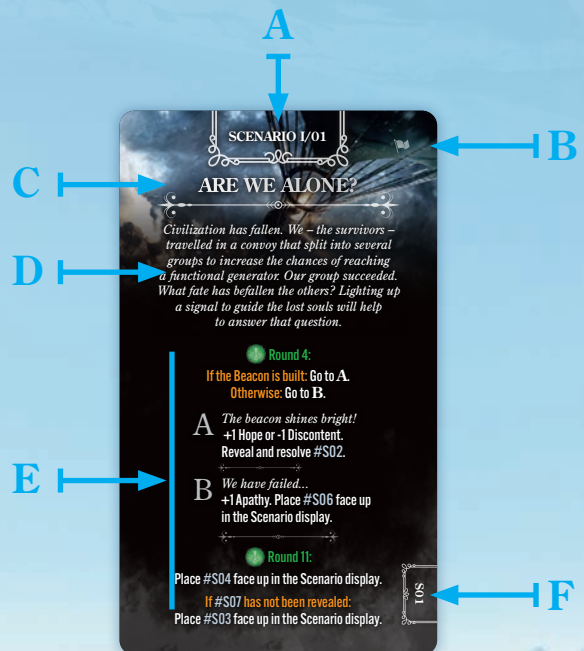 A
SCENARIO I/01
B
C
ARE WE ALONE?
Civilization has fallen. We – the survivors –
travelled in a convoy that split into several
groups to increase the chances of reaching
D
a functional generator. Our group succeeded.
What fate has befallen the others? Lighting up
a signal to guide the lost souls will help
to answer that question.
Round 4:
If the Beacon is built: Go to A.
Otherwise: Go to B.
A The beacon shines bright!
+1 Hope or -1 Discontent.
Reveal and resolve #S02.
E
B We have failed...
+1 Apathy. Place #S06 face up
in the Scenario display.
Round 11:
Place #S04 face up in the Scenario display.
If #S07 has not been revealed:
Place #S03 face up in the Scenario display.
S01
F